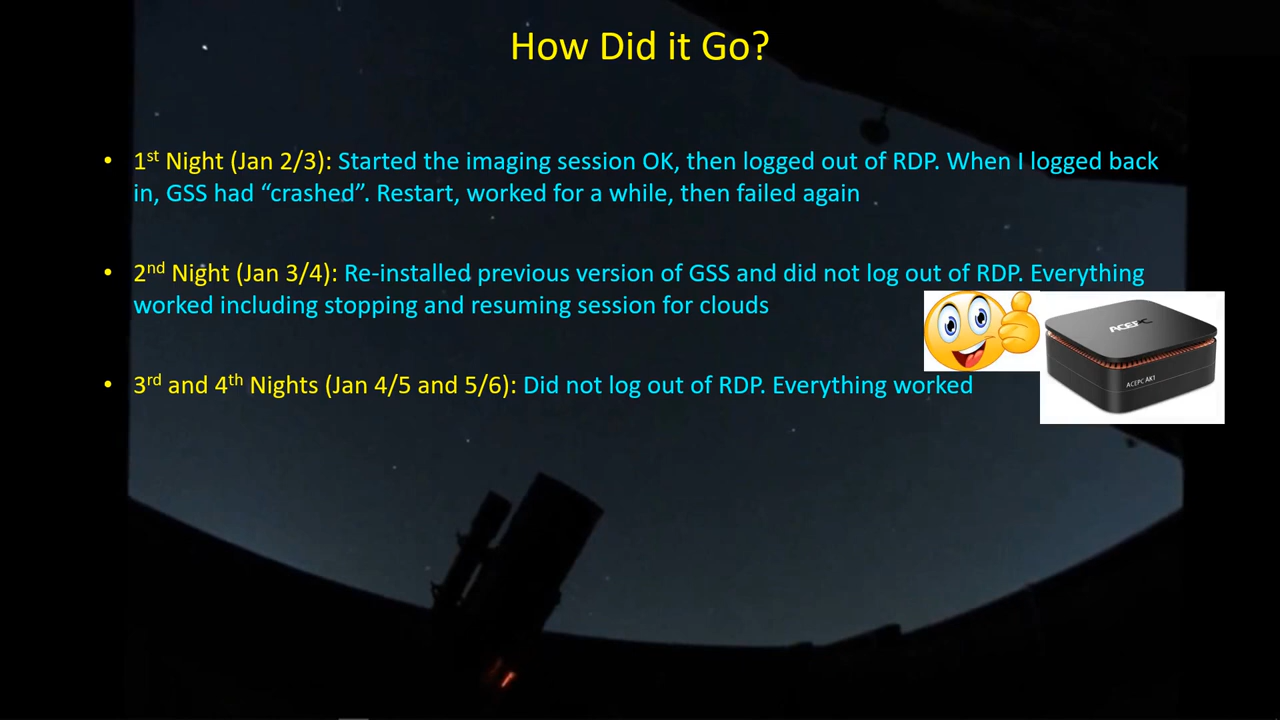 How Did it Go?
• 1st Night (Jan 2/3): Started the imaging session OK, then logged out of RDP. When I logged back
in, GSS had “crashed”. Restart, worked for a while, then failed again
• 2nd Night (Jan 3/4): Re-installed previous version of GSS and did not log out of RDP. Everything
worked including stopping and resuming session for clouds
• 3rd and 4th Nights (Jan 4/5 and 5/6): Did not log out of RDP. Everything worked
ACEPC
ACEPC AK1